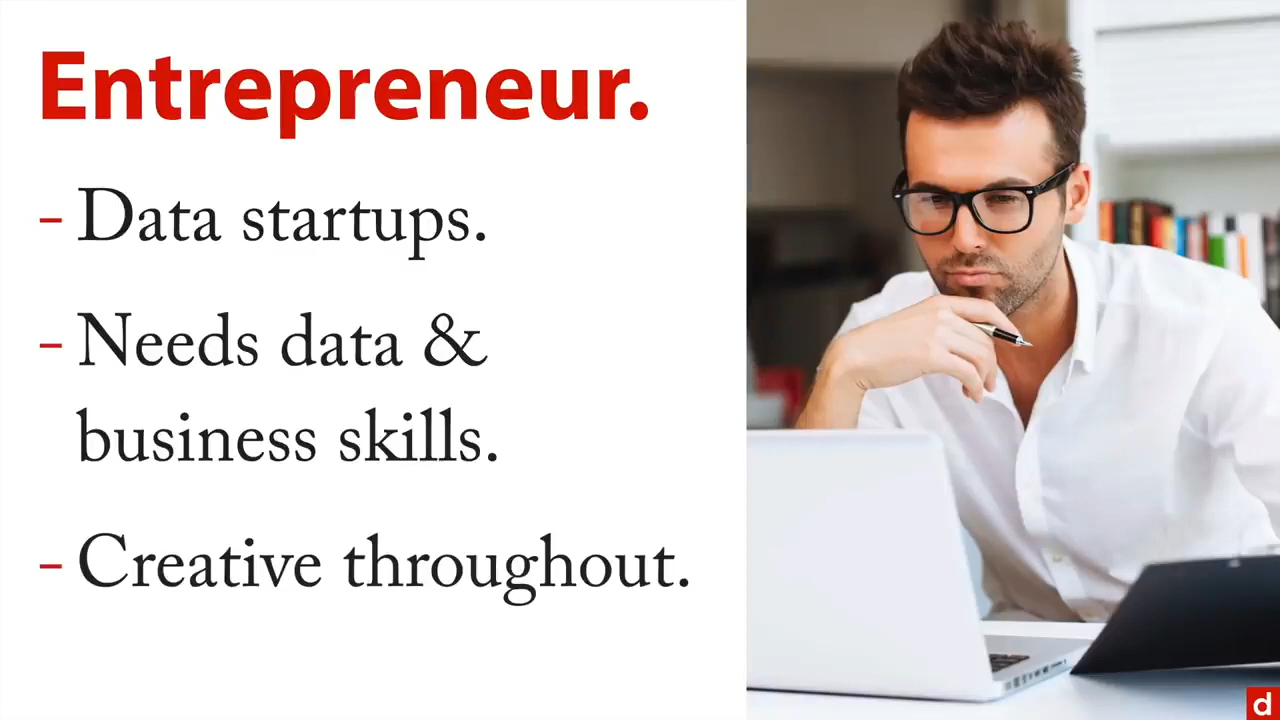 Entrepreneur.
- Data startups.
- Needs data &
business skills.
- Creative throughout.
d